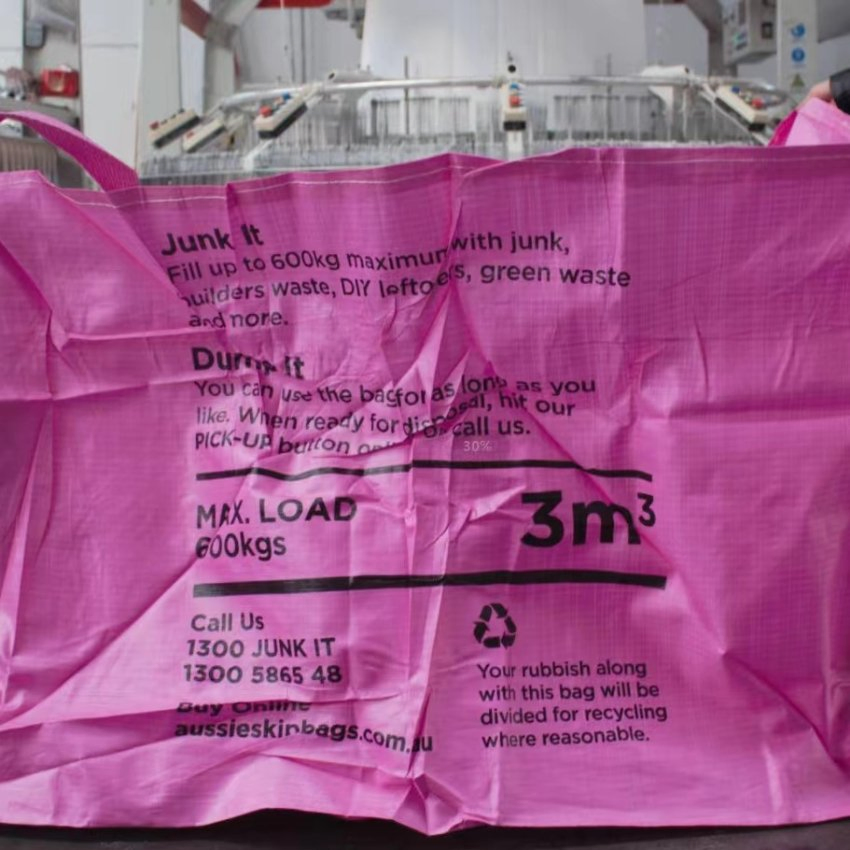 Junk It
Fill up to 600kg maximum with junk,
builders waste, DIY leftovers, green waste
and more.
Dump It
You can use the bag for as long as you
like. When ready for disposal, hit our
PICK-UP button or call us.
30%
MAX. LOAD
600kgs
3m³
Call Us
1300 JUNK IT
1300 5865 48
Buy Online
aussieskipbags.com.au
Your rubbish along
with this bag will be
divided for recycling
where reasonable.